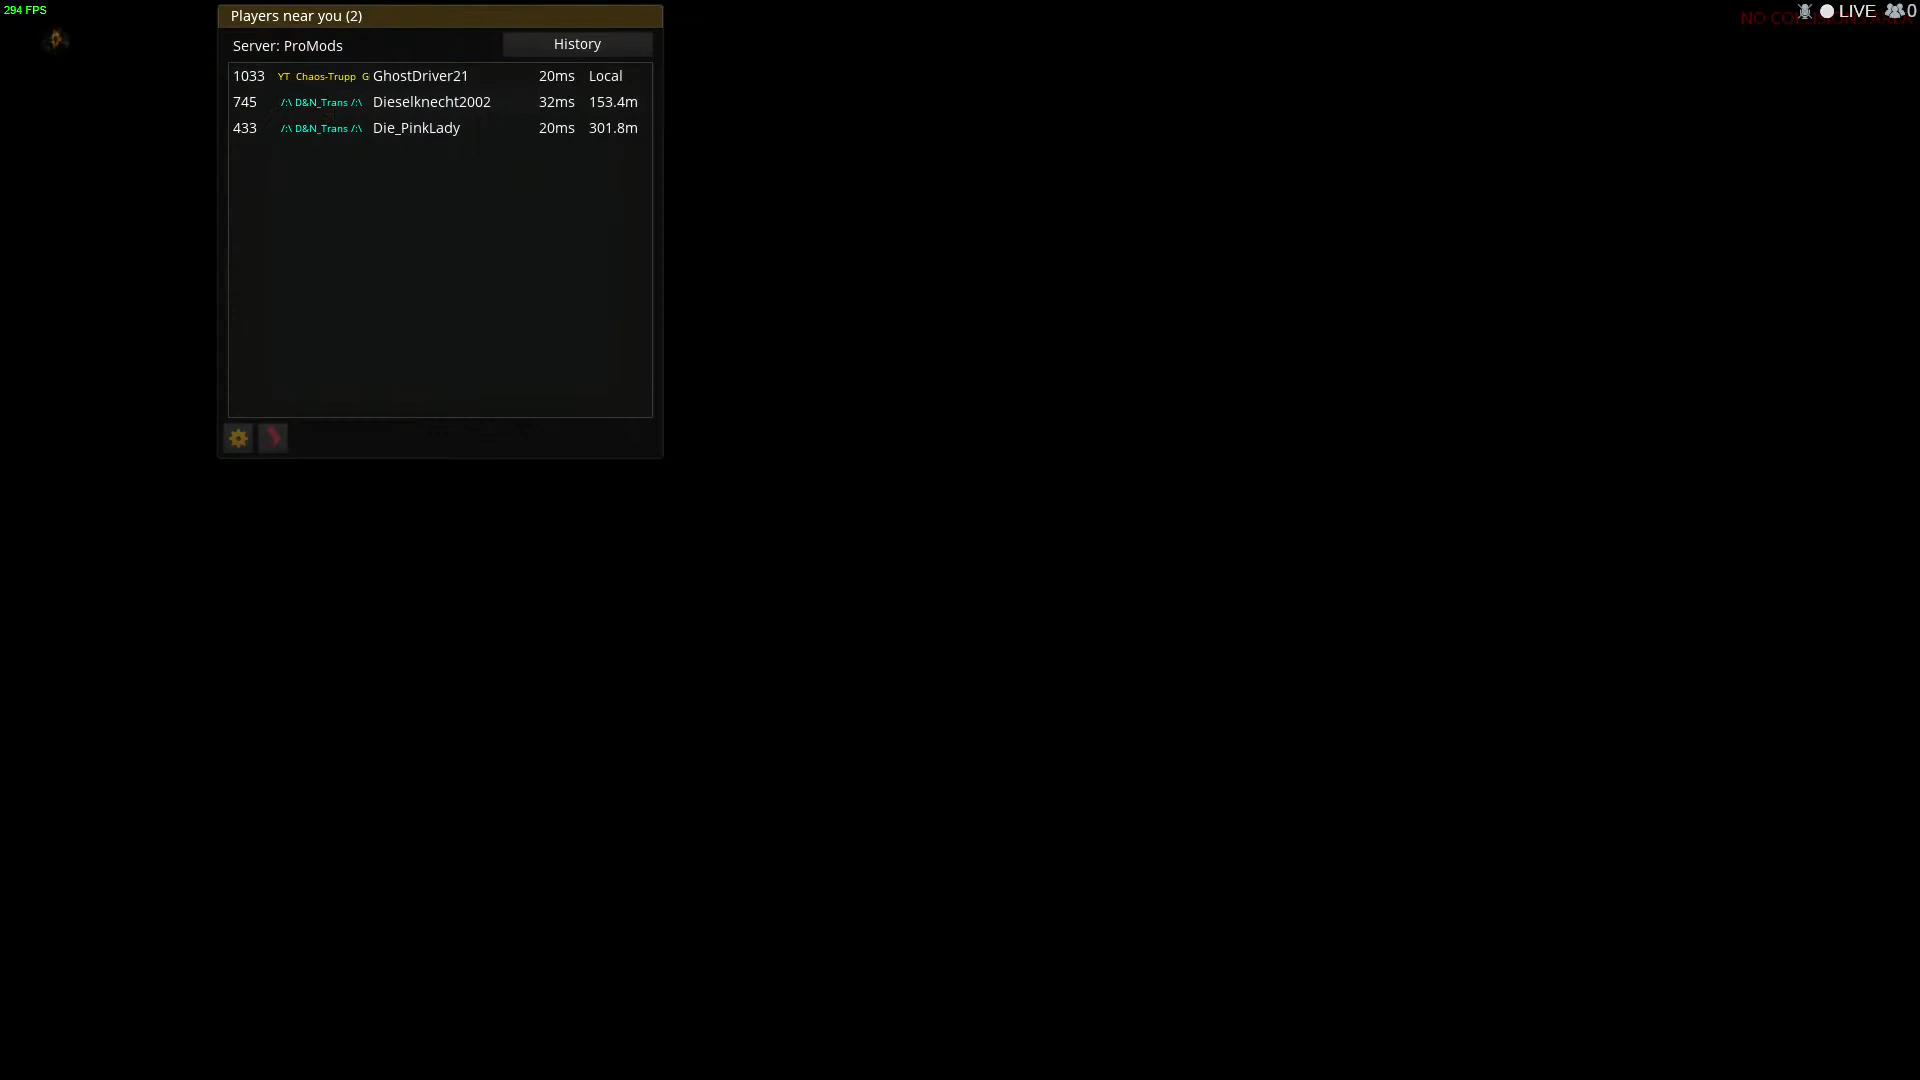 294 FPS
Players near you (2)
LIVE 0
Server: ProMods
History
1033 YT Chaos-Trupp G GhostDriver21 20ms Local
745 /:\ D&N_Trans /:\ Dieselknecht2002 32ms 153.4m
433 /:\ D&N_Trans /:\ Die_PinkLady 20ms 301.8m